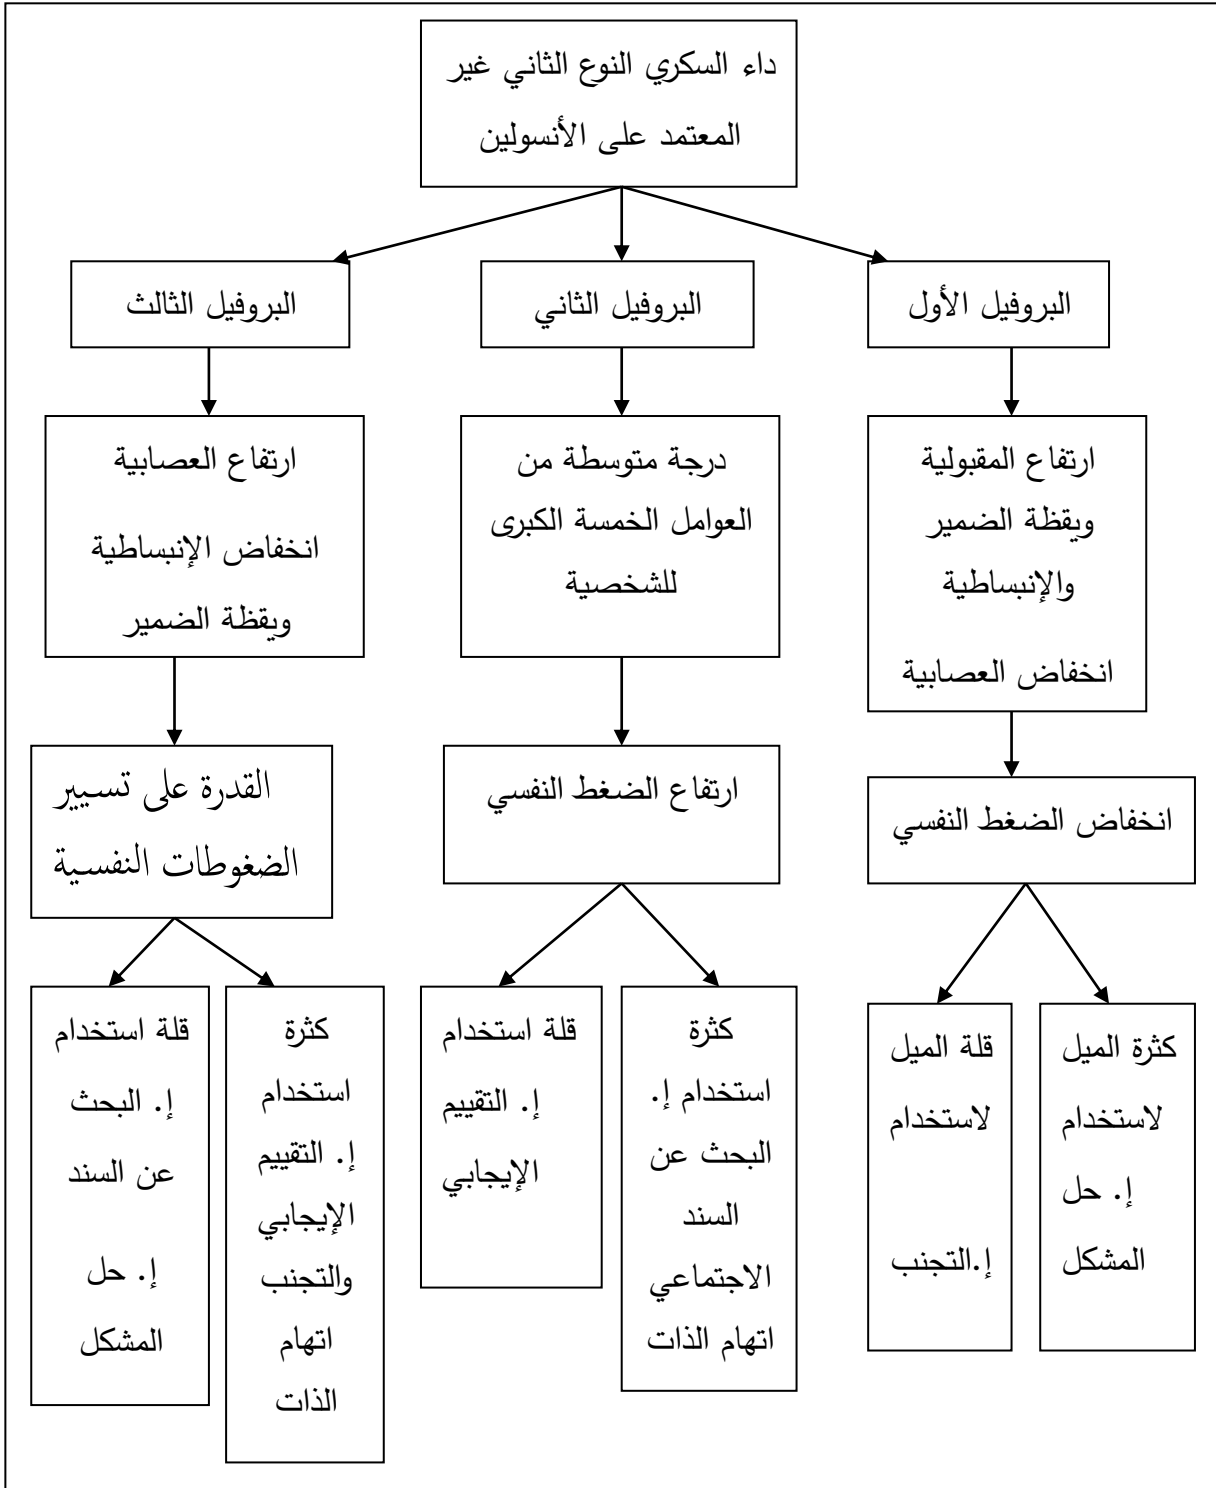 داء السكري النوع الثاني غير
المعتمد على الأنسولين
البروفيل الأول
البروفيل الثاني
البروفيل الثالث
ارتفاع المقبولية
ويقظة الضمير
والإنبساطية
انخفاض العصابية
درجة متوسطة من
العوامل الخمسة الكبرى
للشخصية
ارتفاع العصابية
انخفاض الإنبساطية
ويقظة الضمير
انخفاض الضغط النفسي
ارتفاع الضغط النفسي
القدرة على تسيير
الضغوطات النفسية
كثرة الميل
لاستخدام
إ. حل
المشكل
قلة الميل
لاستخدام
إ.التجنب
كثرة
استخدام إ.
البحث عن
السند
الاجتماعي
اتهام الذات
قلة استخدام
إ. التقييم
الإيجابي
كثرة
استخدام
إ. التقييم
الإيجابي
والتجنب
اتهام
الذات
قلة استخدام
إ. البحث
عن السند
إ. حل
المشكل